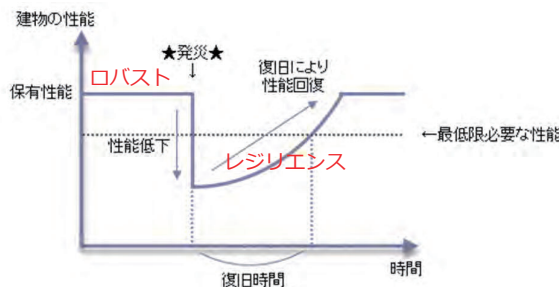 建物の性能
★発災★
↓
ロバスト
保有性能
復旧により
性能回復
性能低下
←最低限必要な性能
レジリエンス
復旧時間
時間